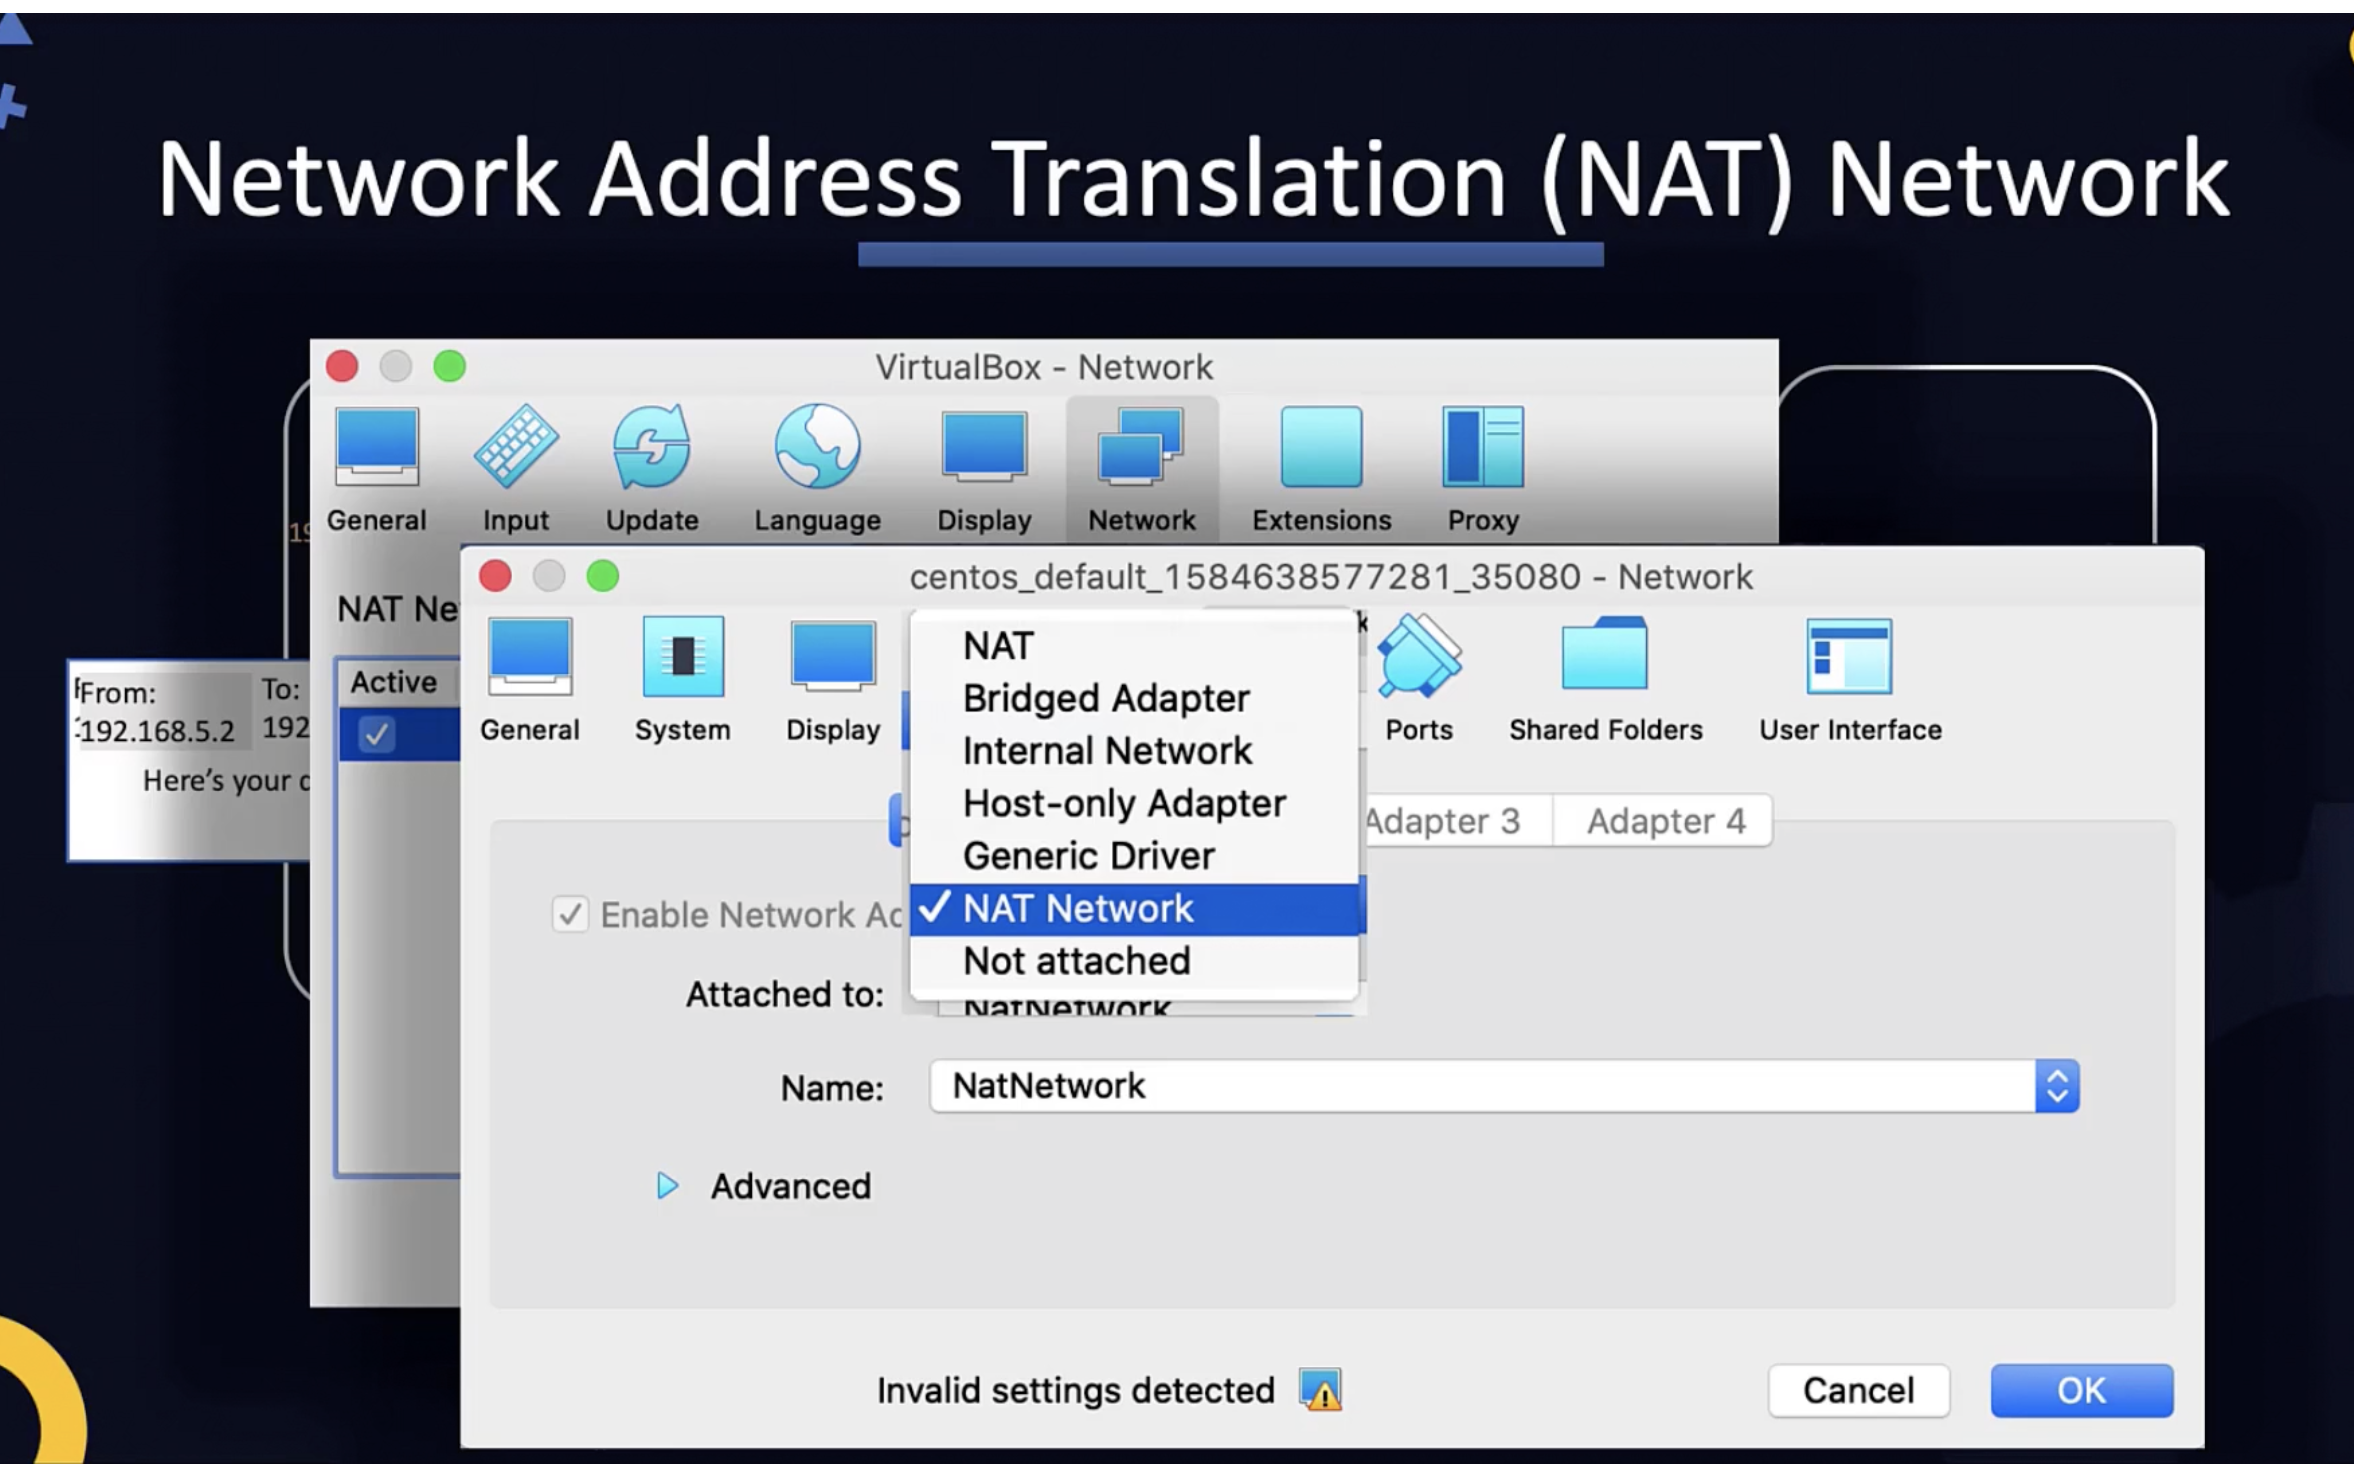 Network Address Translation (NAT) Network
VirtualBox - Network
General Input Update Language Display Network Extensions Proxy
NAT Ne
Active
From: To:
192.168.5.2 192
Here's your
centos_default_1584638577281_35080 - Network
General System Display Ports Shared Folders User Interface
NAT
Bridged Adapter
Internal Network
Host-only Adapter
Generic Driver
NAT Network
Not attached
Adapter 3 Adapter 4
Enable Network Ad
Attached to:
NatNetwork
Name: NatNetwork
Advanced
Invalid settings detected
Cancel OK